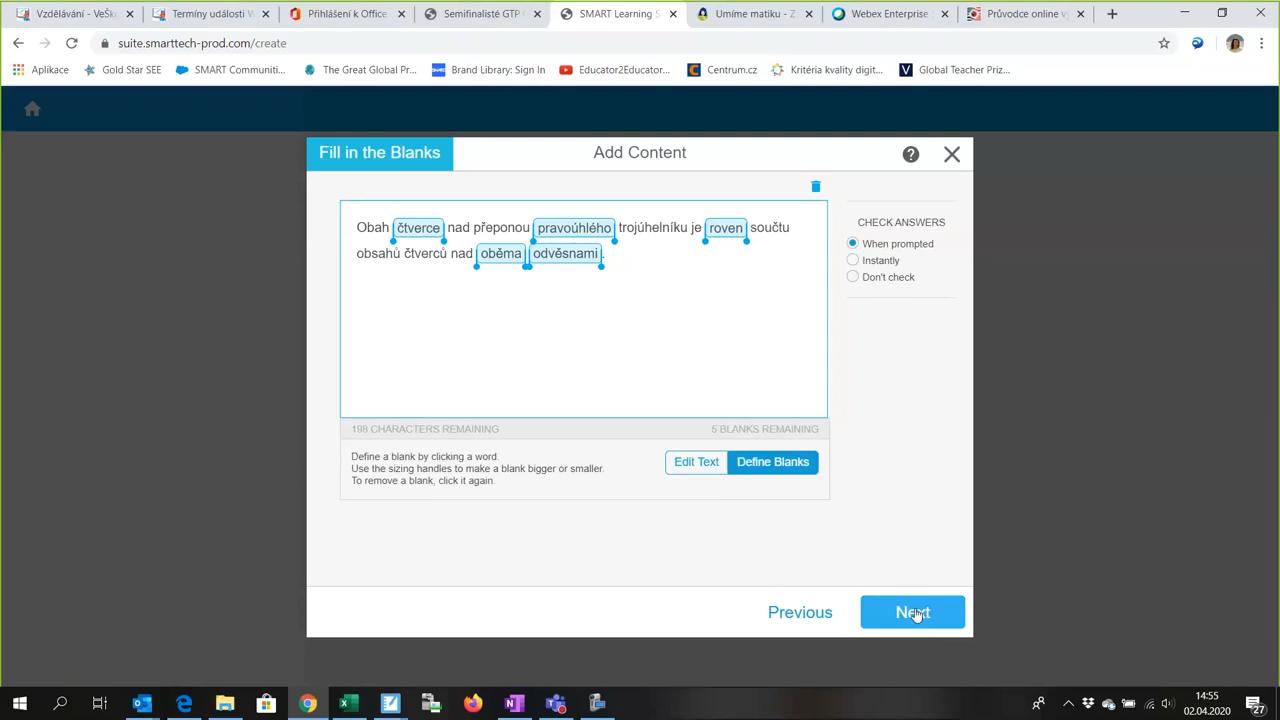 Vzdělávání - VeŠk
Termíny události W
Přihlášení k Office
Semifinalisté GTP
SMART Learning S
Umíme matiku - Z
Webex Enterprise
Průvodce online v
suite.smarttech-prod.com/create
Aplikace
Gold Star SEE
SMART Communiti...
The Great Global Pr...
Brand Library: Sign In
Educator2Educator...
Centrum.cz
Kritéria kvality digit...
Global Teacher Priz...
Fill in the Blanks
Add Content
Obah čtverce nad přeponou pravoúhlého trojúhelníku je roven součtu
obsahů čtverců nad oběma odvěsnami.
CHECK ANSWERS
When prompted
Instantly
Don't check
198 CHARACTERS REMAINING
5 BLANKS REMAINING
Define a blank by clicking a word.
Use the sizing handles to make a blank bigger or smaller.
To remove a blank, click it again.
Edit Text
Define Blanks
Previous
Next
14:55
02.04.2020
27